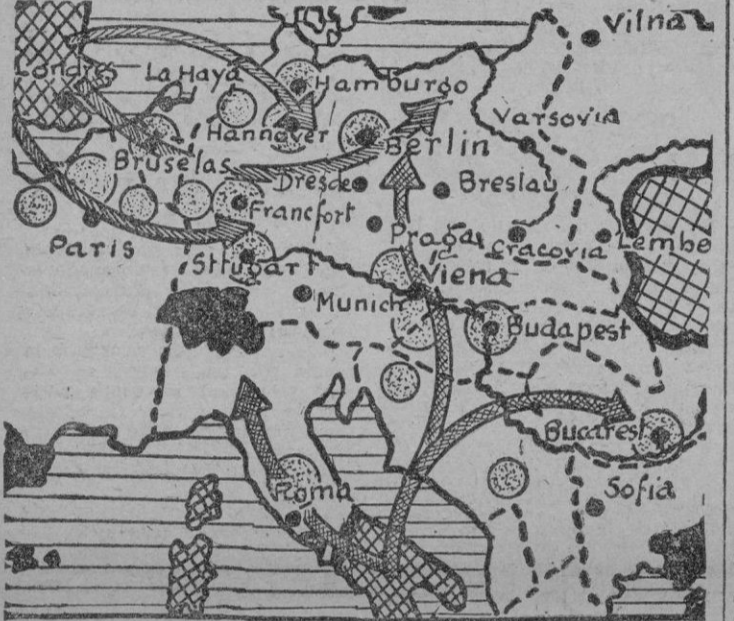 Vilna
Londres
La Haya
Hamburgo
Hannover
Berlin
Varsovia
Bruselas
Dresde
Breslau
Francfort
Paris
Praga
Cracovia
Lembe
Sttugart
Viena
Munich
Budapest
Bucarest
Roma
Sofia